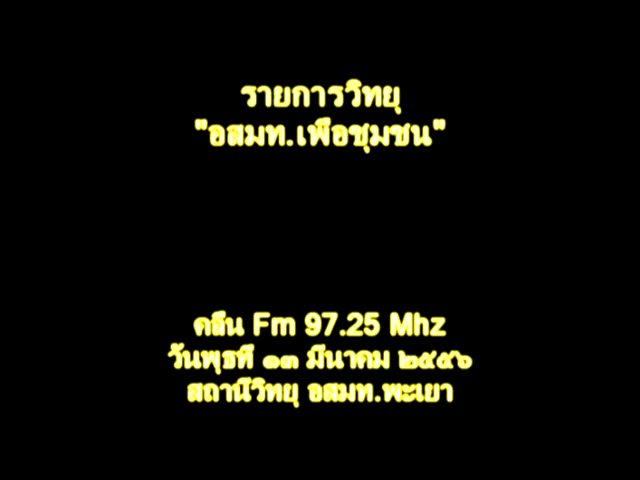 รายการวิทยุ
"อสมท.เพื่อชุมชน"
คลื่น Fm 97.25 Mhz
วันพุธที่ ๑๓ มีนาคม ๒๕๕๖
สถานีวิทยุ อสมท.พะเยา